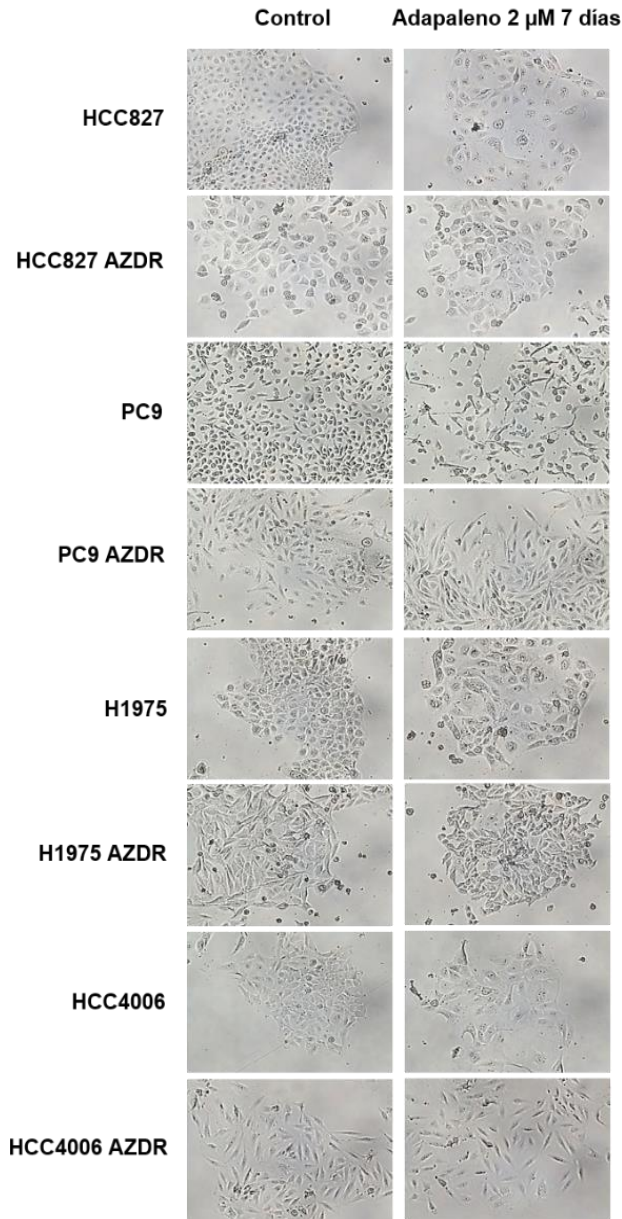 Control Adapaleno 2 µM 7 días
HCC827
HCC827 AZDR
PC9
PC9 AZDR
H1975
H1975 AZDR
HCC4006
HCC4006 AZDR